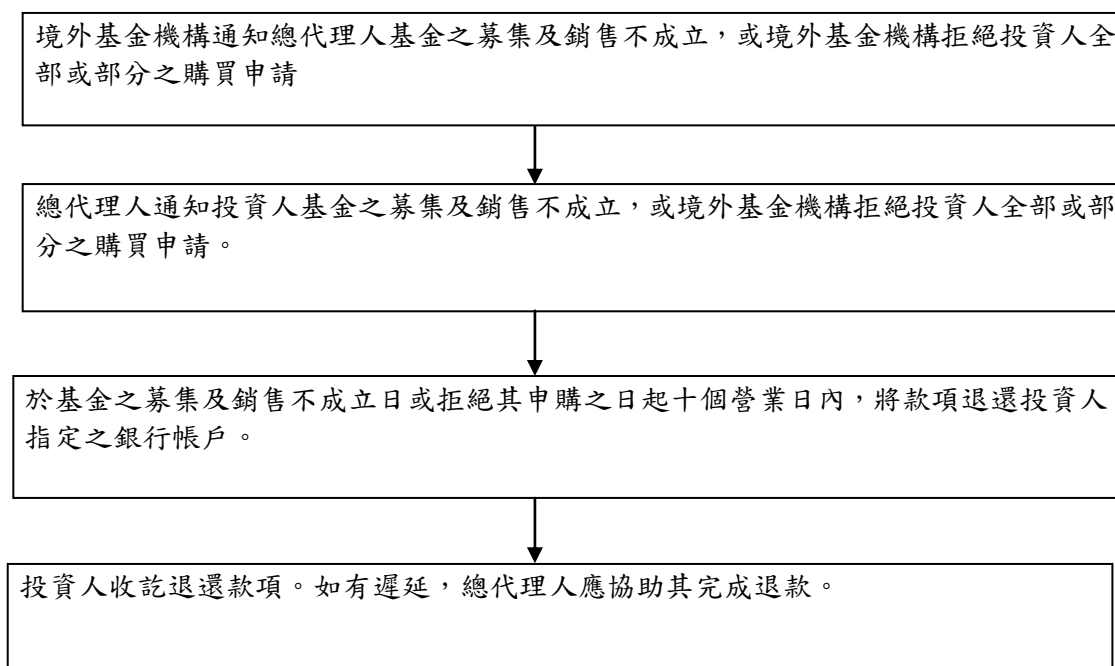 境外基金機構通知總代理人基金之募集及銷售不成立，或境外基金機構拒絕投資人全
部或部分之購買申請
總代理人通知投資人基金之募集及銷售不成立，或境外基金機構拒絕投資人全部或部
分之購買申請。
於基金之募集及銷售不成立日或拒絕其申購之日起十個營業日內，將款項退還投資人
指定之銀行帳戶。
投資人收訖退還款項。如有遲延，總代理人應協助其完成退款。